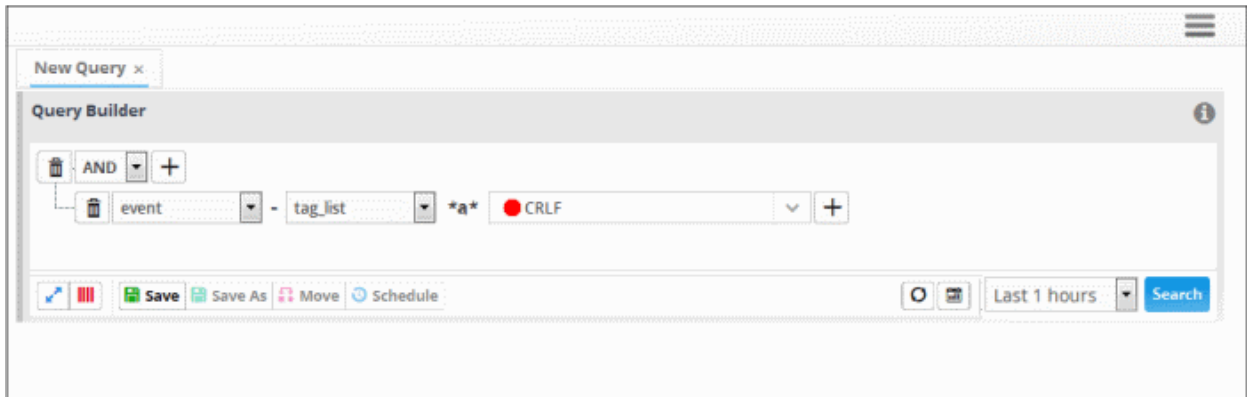 New Query ×
Query Builder
AND
event - tag_list *a* CRLF
Save Save As Move Schedule Last 1 hours Search